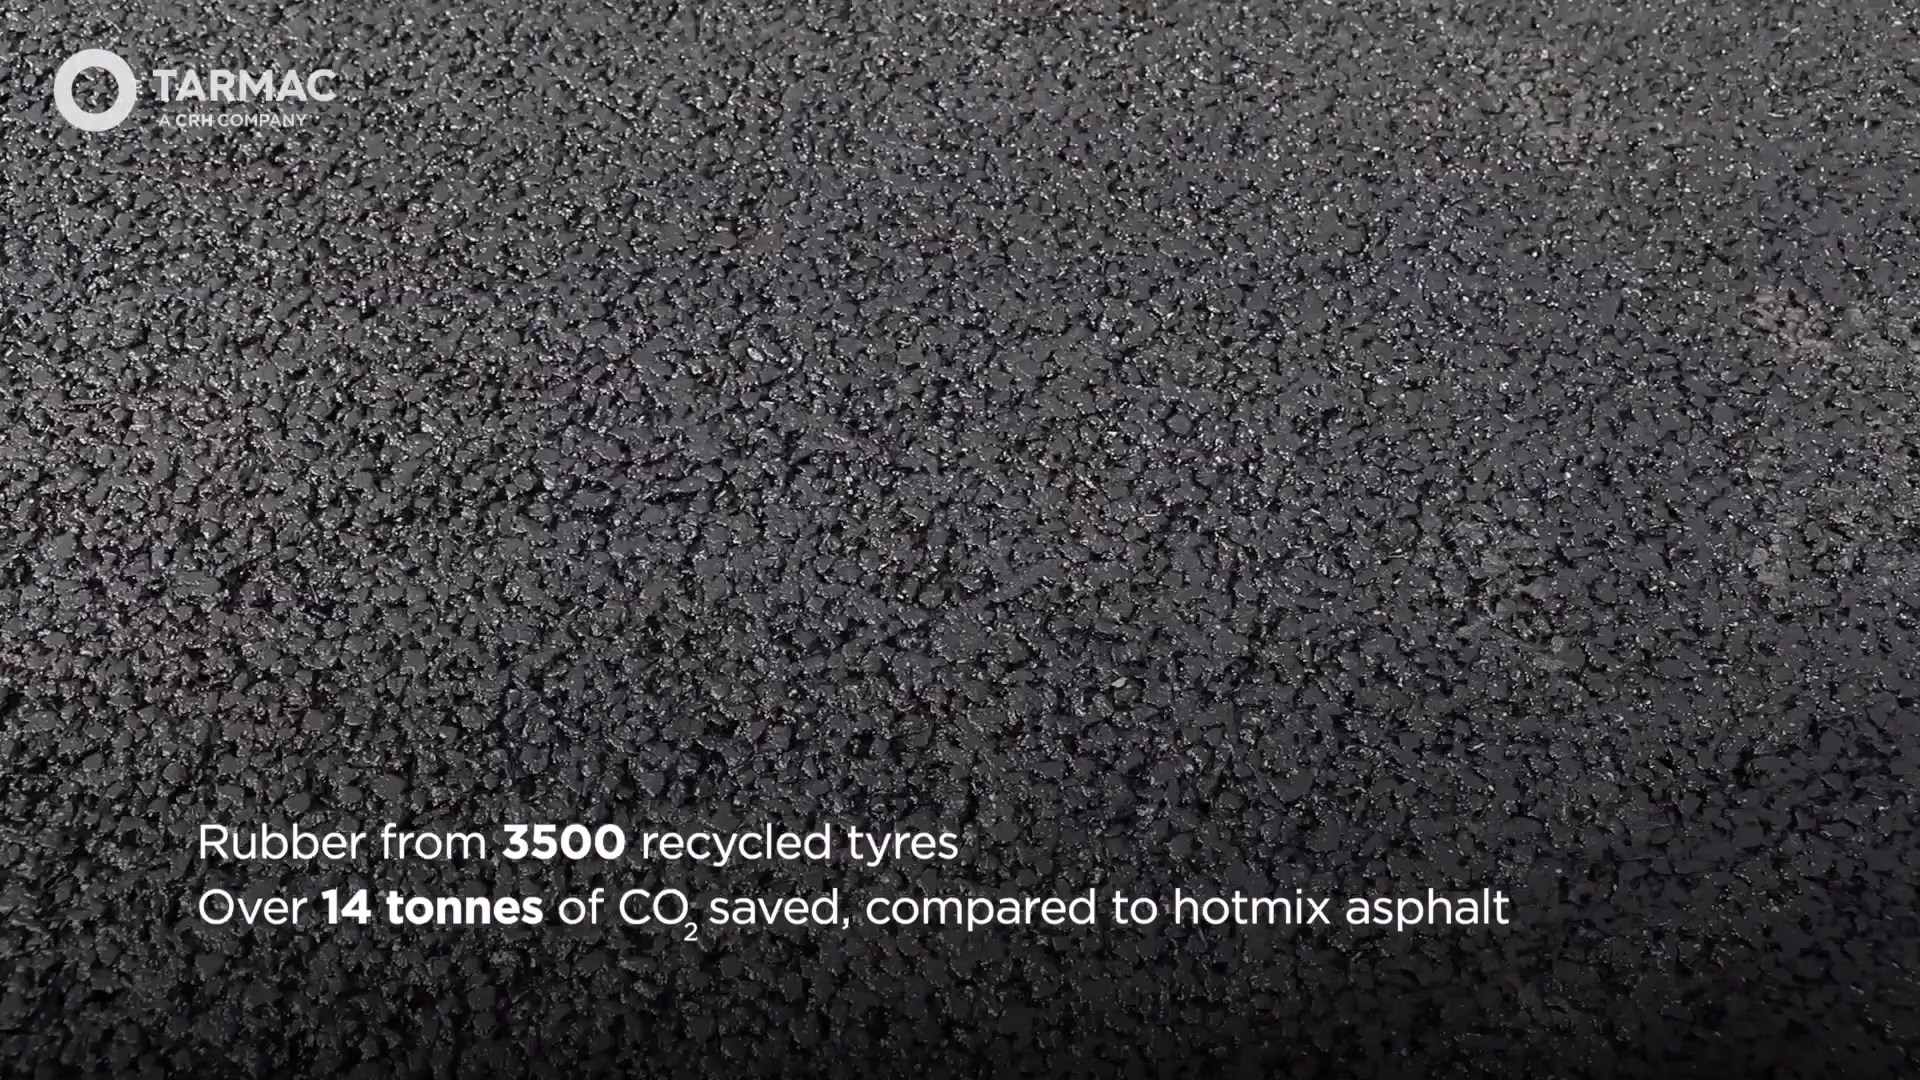 TARMAC
A CRH COMPANY
Rubber from 3500 recycled tyres
Over 14 tonnes of CO₂ saved, compared to hotmix asphalt